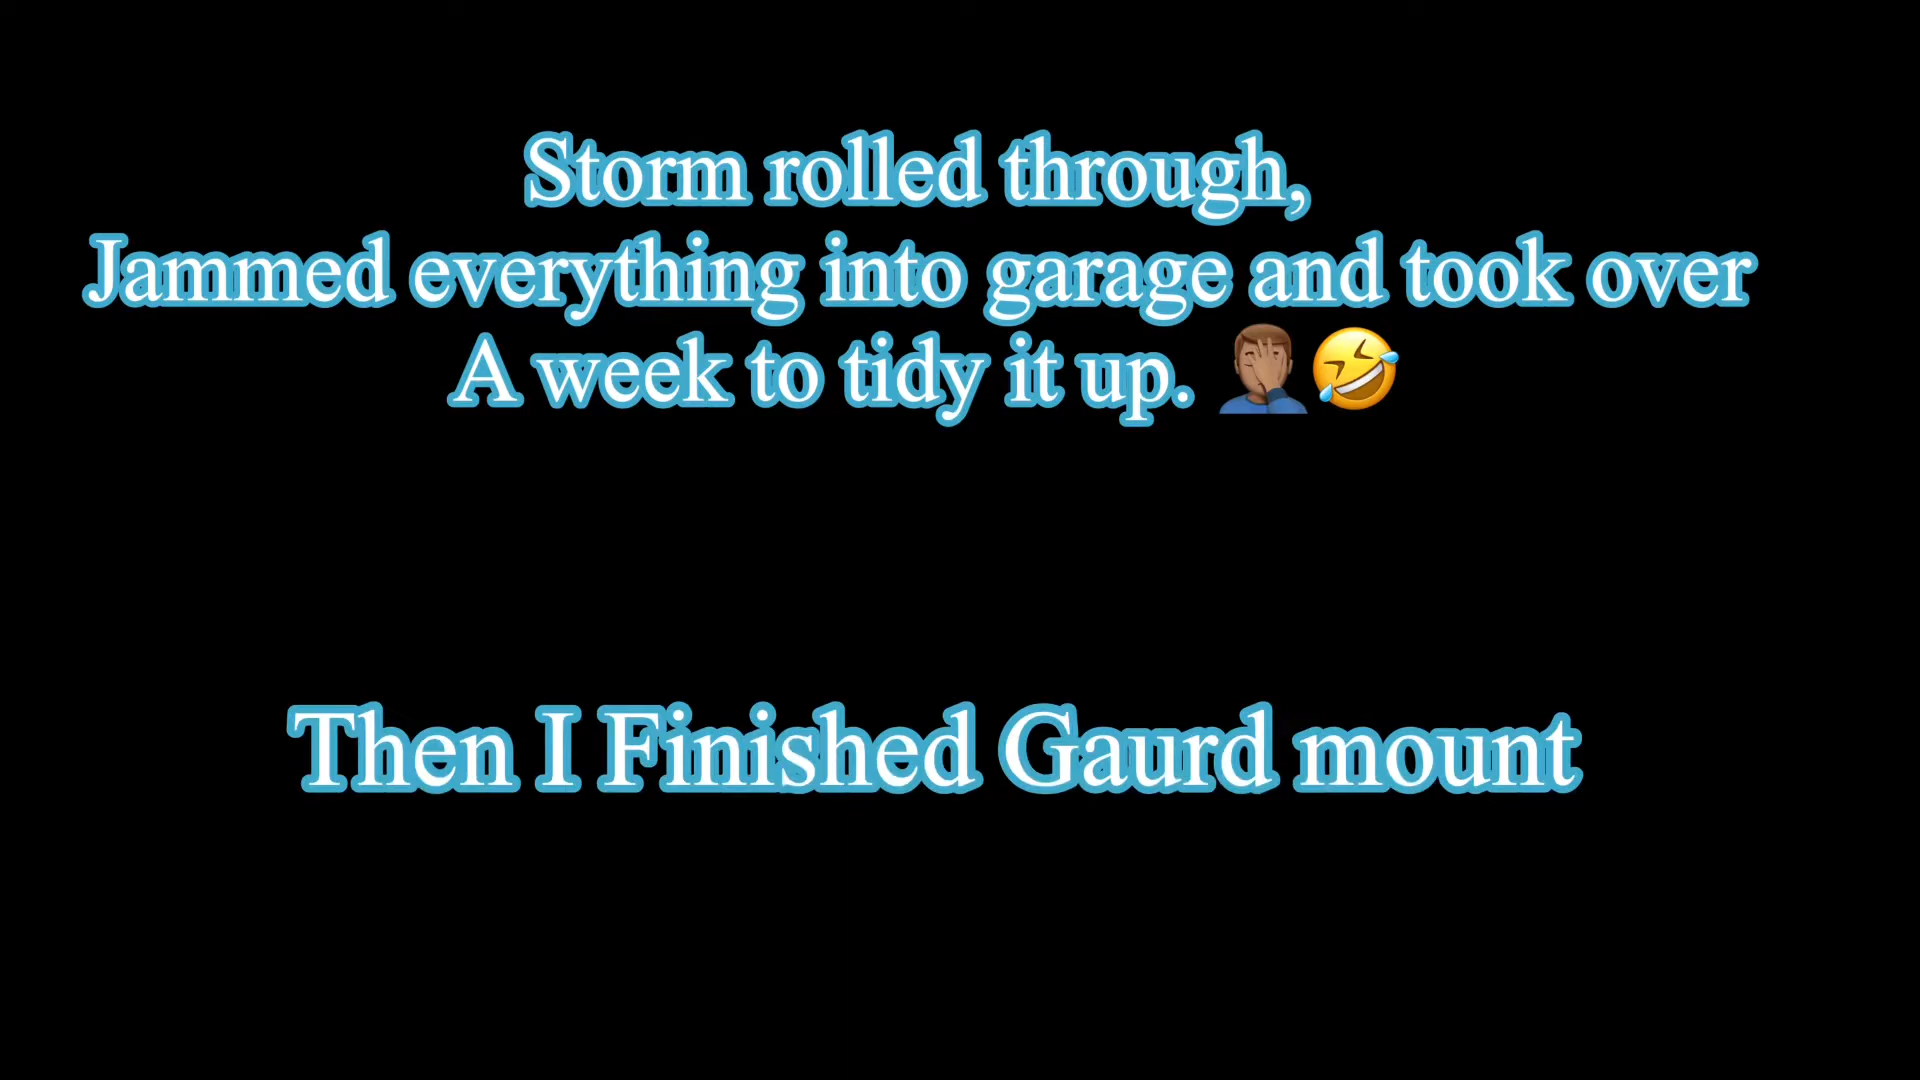 Storm rolled through,
Jammed everything into garage and took over
A week to tidy it up. 🤦🏽‍♂️🤣
Then I Finished Gaurd mount